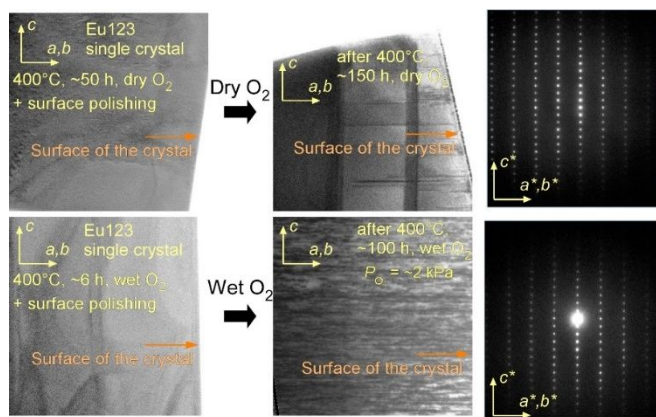 c
a,b
Eu123
single crystal
400°C, ~50 h, dry O₂
+ surface polishing
Surface of the crystal
Dry O₂
c
a,b
after 400°C,
~150 h, dry O₂
Surface of the crystal
c*
a*,b*
c
a,b
Eu123
single crystal
400°C, ~6 h, wet O₂
+ surface polishing
Surface of the crystal
Wet O₂
c
a,b
after 400°C,
~100 h, wet O₂
= ~2 kPa
Surface of the crystal
c*
a*,b*